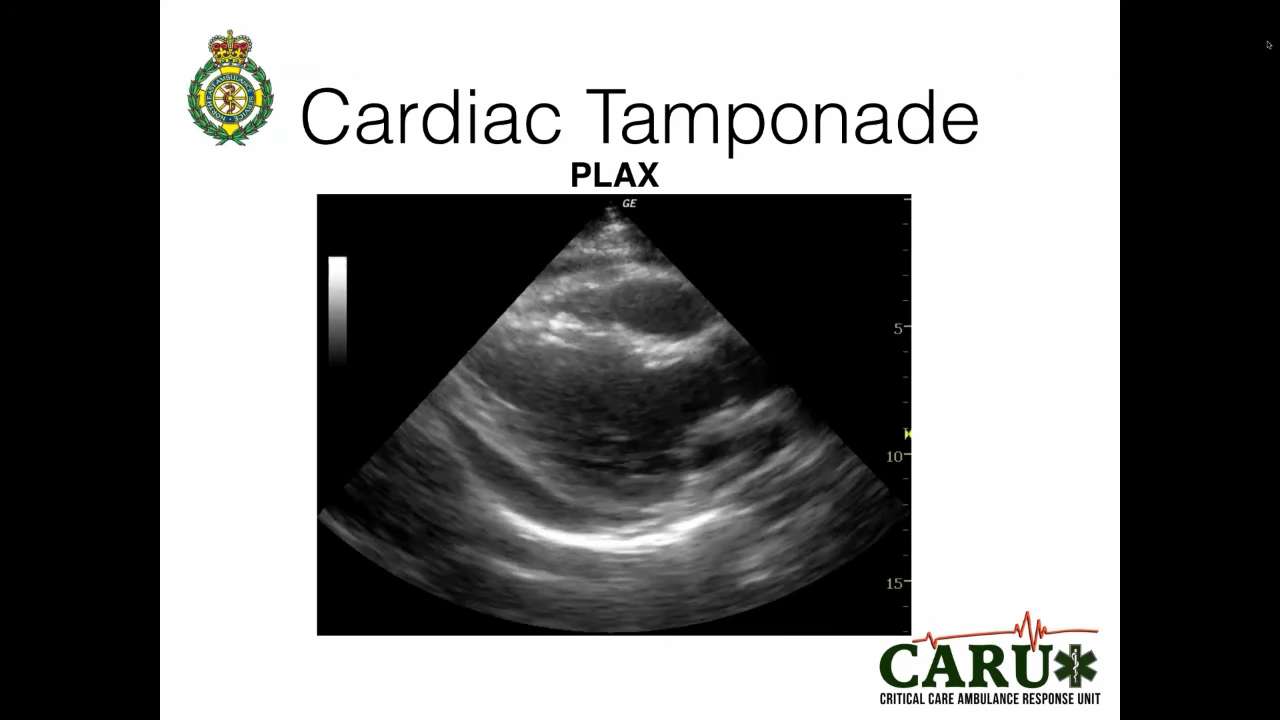 Cardiac Tamponade
PLAX
GE
5
10
15
CARU
CRITICAL CARE AMBULANCE RESPONSE UNIT